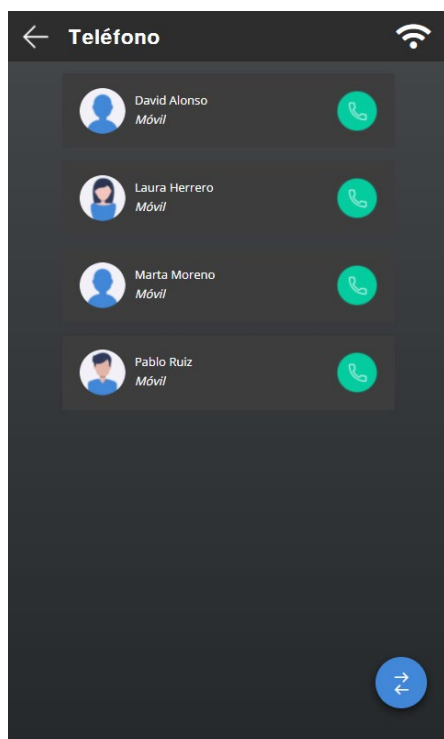 Teléfono
David Alonso
Móvil
Laura Herrero
Móvil
Marta Moreno
Móvil
Pablo Ruiz
Móvil